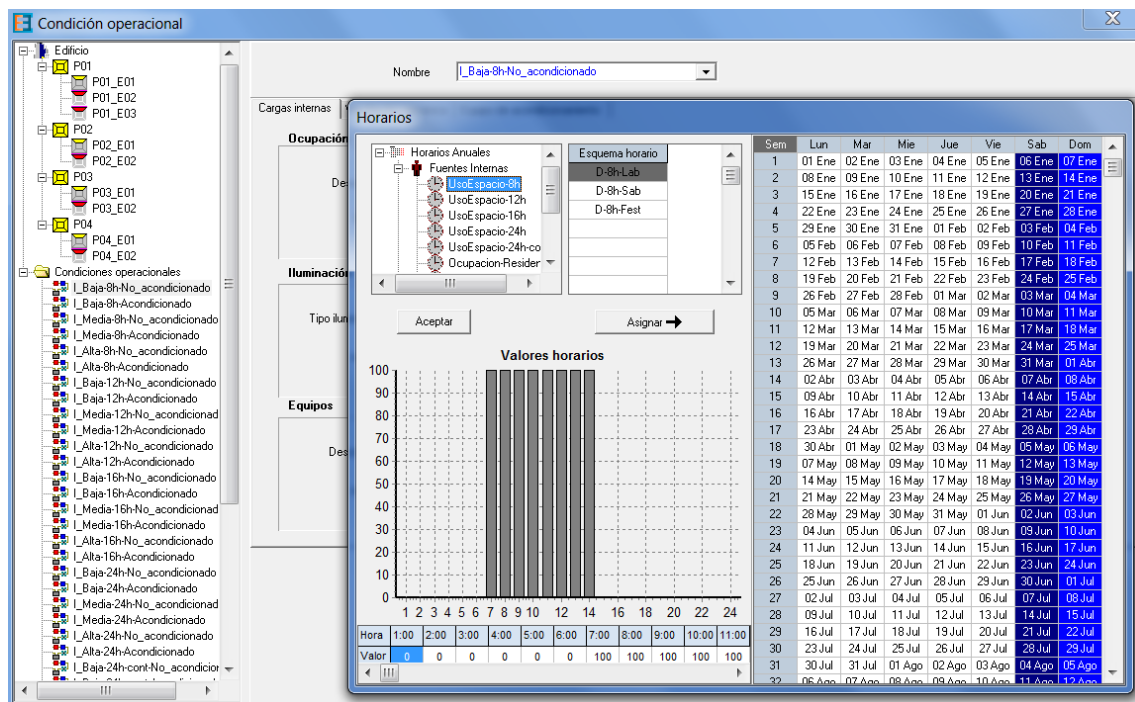 Condición operacional
Edificio
P01
P01_E01
P01_E02
P01_E03
P02
P02_E01
P02_E02
P03
P03_E01
P03_E02
P04
P04_E01
P04_E02
Condiciones operacionales
I_Baja-8h-No_acondicionado
I_Baja-8h-Acondicionado
I_Media-8h-No_acondicionado
I_Media-8h-Acondicionado
I_Alta-8h-No_acondicionado
I_Alta-8h-Acondicionado
I_Baja-12h-No_acondicionado
I_Baja-12h-Acondicionado
I_Media-12h-No_acondicionad
I_Media-12h-Acondicionado
I_Alta-12h-No_acondicionado
I_Alta-12h-Acondicionado
I_Baja-16h-No_acondicionado
I_Baja-16h-Acondicionado
I_Media-16h-No_acondicionad
I_Media-16h-Acondicionado
I_Alta-16h-No_acondicionado
I_Alta-16h-Acondicionado
I_Baja-24h-No_acondicionado
I_Baja-24h-Acondicionado
I_Media-24h-No_acondicionad
I_Media-24h-Acondicionado
I_Alta-24h-No_acondicionado
I_Alta-24h-Acondicionado
I_Baja-24h-cont-No_acondicior
Nombre I_Baja-8h-No_acondicionado
Cargas internas
Ocupación
Des
Iluminación
Tipo ilun
Equipos
Des
Horarios
Horarios Anuales
Fuentes Internas
UsoEspacio-8h
UsoEspacio-12h
UsoEspacio-16h
UsoEspacio-24h
UsoEspacio-24h-co
Ocupacion-Resider
Esquema horario
D-8h-Lab
D-8h-Sab
D-8h-Fest
Aceptar
Asignar
Valores horarios
100
90
80
70
60
50
40
30
20
10
0
1 2 3 4 5 6 7 8 9 10 12 14 16 18 20 22 24
Hora 1:00 2:00 3:00 4:00 5:00 6:00 7:00 8:00 9:00 10:00 11:00
Valor 0 0 0 0 0 0 100 100 100 100 100
Sem Lun Mar Mie Jue Vie Sab Dom
1 01 Ene 02 Ene 03 Ene 04 Ene 05 Ene 06 Ene 07 Ene
2 08 Ene 09 Ene 10 Ene 11 Ene 12 Ene 13 Ene 14 Ene
3 15 Ene 16 Ene 17 Ene 18 Ene 19 Ene 20 Ene 21 Ene
4 22 Ene 23 Ene 24 Ene 25 Ene 26 Ene 27 Ene 28 Ene
5 29 Ene 30 Ene 31 Ene 01 Feb 02 Feb 03 Feb 04 Feb
6 05 Feb 06 Feb 07 Feb 08 Feb 09 Feb 10 Feb 11 Feb
7 12 Feb 13 Feb 14 Feb 15 Feb 16 Feb 17 Feb 18 Feb
8 19 Feb 20 Feb 21 Feb 22 Feb 23 Feb 24 Feb 25 Feb
9 26 Feb 27 Feb 28 Feb 01 Mar 02 Mar 03 Mar 04 Mar
10 05 Mar 06 Mar 07 Mar 08 Mar 09 Mar 10 Mar 11 Mar
11 12 Mar 13 Mar 14 Mar 15 Mar 16 Mar 17 Mar 18 Mar
12 19 Mar 20 Mar 21 Mar 22 Mar 23 Mar 24 Mar 25 Mar
13 26 Mar 27 Mar 28 Mar 29 Mar 30 Mar 31 Mar 01 Abr
14 02 Abr 03 Abr 04 Abr 05 Abr 06 Abr 07 Abr 08 Abr
15 09 Abr 10 Abr 11 Abr 12 Abr 13 Abr 14 Abr 15 Abr
16 16 Abr 17 Abr 18 Abr 19 Abr 20 Abr 21 Abr 22 Abr
17 23 Abr 24 Abr 25 Abr 26 Abr 27 Abr 28 Abr 29 Abr
18 30 Abr 01 May 02 May 03 May 04 May 05 May 06 May
19 07 May 08 May 09 May 10 May 11 May 12 May 13 May
20 14 May 15 May 16 May 17 May 18 May 19 May 20 May
21 21 May 22 May 23 May 24 May 25 May 26 May 27 May
22 28 May 29 May 30 May 31 May 01 Jun 02 Jun 03 Jun
23 04 Jun 05 Jun 06 Jun 07 Jun 08 Jun 09 Jun 10 Jun
24 11 Jun 12 Jun 13 Jun 14 Jun 15 Jun 16 Jun 17 Jun
25 18 Jun 19 Jun 20 Jun 21 Jun 22 Jun 23 Jun 24 Jun
26 25 Jun 26 Jun 27 Jun 28 Jun 29 Jun 30 Jun 01 Jul
27 02 Jul 03 Jul 04 Jul 05 Jul 06 Jul 07 Jul 08 Jul
28 09 Jul 10 Jul 11 Jul 12 Jul 13 Jul 14 Jul 15 Jul
29 16 Jul 17 Jul 18 Jul 19 Jul 20 Jul 21 Jul 22 Jul
30 23 Jul 24 Jul 25 Jul 26 Jul 27 Jul 28 Jul 29 Jul
31 30 Jul 31 Jul 01 Ago 02 Ago 03 Ago 04 Ago 05 Ago
32 06 Ago 07 Ago 08 Ago 09 Ago 10 Ago 11 Ago 12 Ago